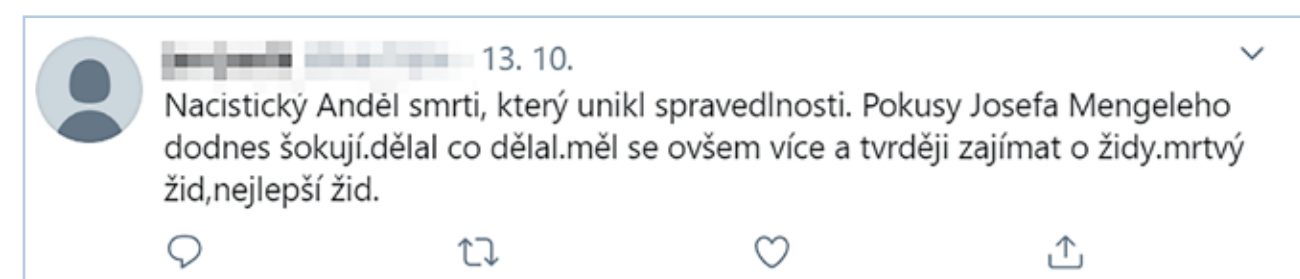 13. 10.
Nacistický Anděl smrti, který unikl spravedlnosti. Pokusy Josefa Mengeleho
dodnes šokují.dělal co dělal.měl se ovšem více a tvrději zajímat o židy.mrtvý
žid,nejlepší žid.